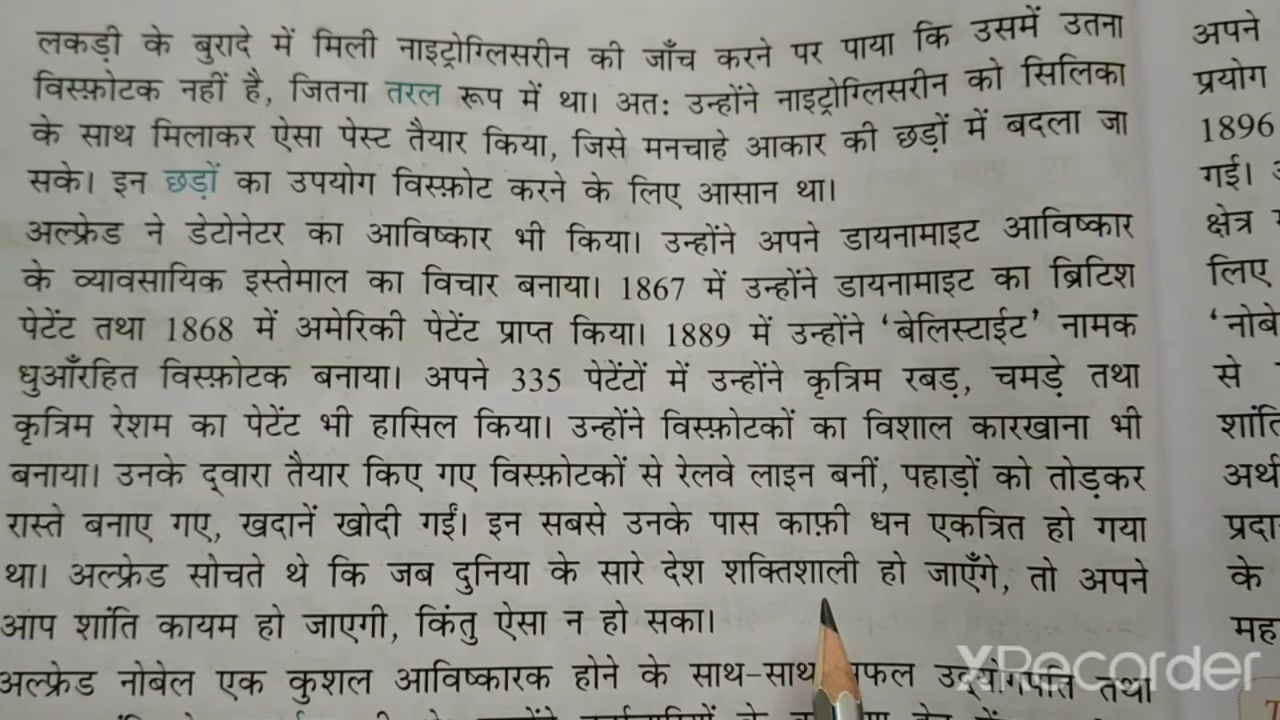 लकड़ी के बुरादे में मिली नाइट्रोग्लिसरीन की जाँच करने पर पाया कि उसमें उतना
विस्फ़ोटक नहीं है, जितना तरल रूप में था। अतः उन्होंने नाइट्रोग्लिसरीन को सिलिका
के साथ मिलाकर ऐसा पेस्ट तैयार किया, जिसे मनचाहे आकार की छड़ों में बदला जा
सके। इन छड़ों का उपयोग विस्फ़ोट करने के लिए आसान था।
अल्फ्रेड ने डेटोनेटर का आविष्कार भी किया। उन्होंने अपने डायनामाइट आविष्कार
के व्यावसायिक इस्तेमाल का विचार बनाया। 1867 में उन्होंने डायनामाइट का ब्रिटिश
पेटेंट तथा 1868 में अमेरिकी पेटेंट प्राप्त किया। 1889 में उन्होंने ‘बेलिस्टाईट’ नामक
धुआँरहित विस्फ़ोटक बनाया। अपने 335 पेटेंटों में उन्होंने कृत्रिम रबड़, चमड़े तथा
कृत्रिम रेशम का पेटेंट भी हासिल किया। उन्होंने विस्फ़ोटकों का विशाल कारखाना भी
बनाया। उनके द्वारा तैयार किए गए विस्फ़ोटकों से रेलवे लाइन बनीं, पहाड़ों को तोड़कर
रास्ते बनाए गए, खदानें खोदी गईं। इन सबसे उनके पास काफ़ी धन एकत्रित हो गया
था। अल्फ्रेड सोचते थे कि जब दुनिया के सारे देश शक्तिशाली हो जाएँगे, तो अपने
आप शांति कायम हो जाएगी, किंतु ऐसा न हो सका।
अल्फ्रेड नोबेल एक कुशल आविष्कारक होने के साथ-साथ उद्योगपति तथा
अपने
प्रयोग
1896
गई।
क्षेत्र
लिए
‘नोबे
से
शांति
अर्थ
प्रदा
के
मह
XRecorder